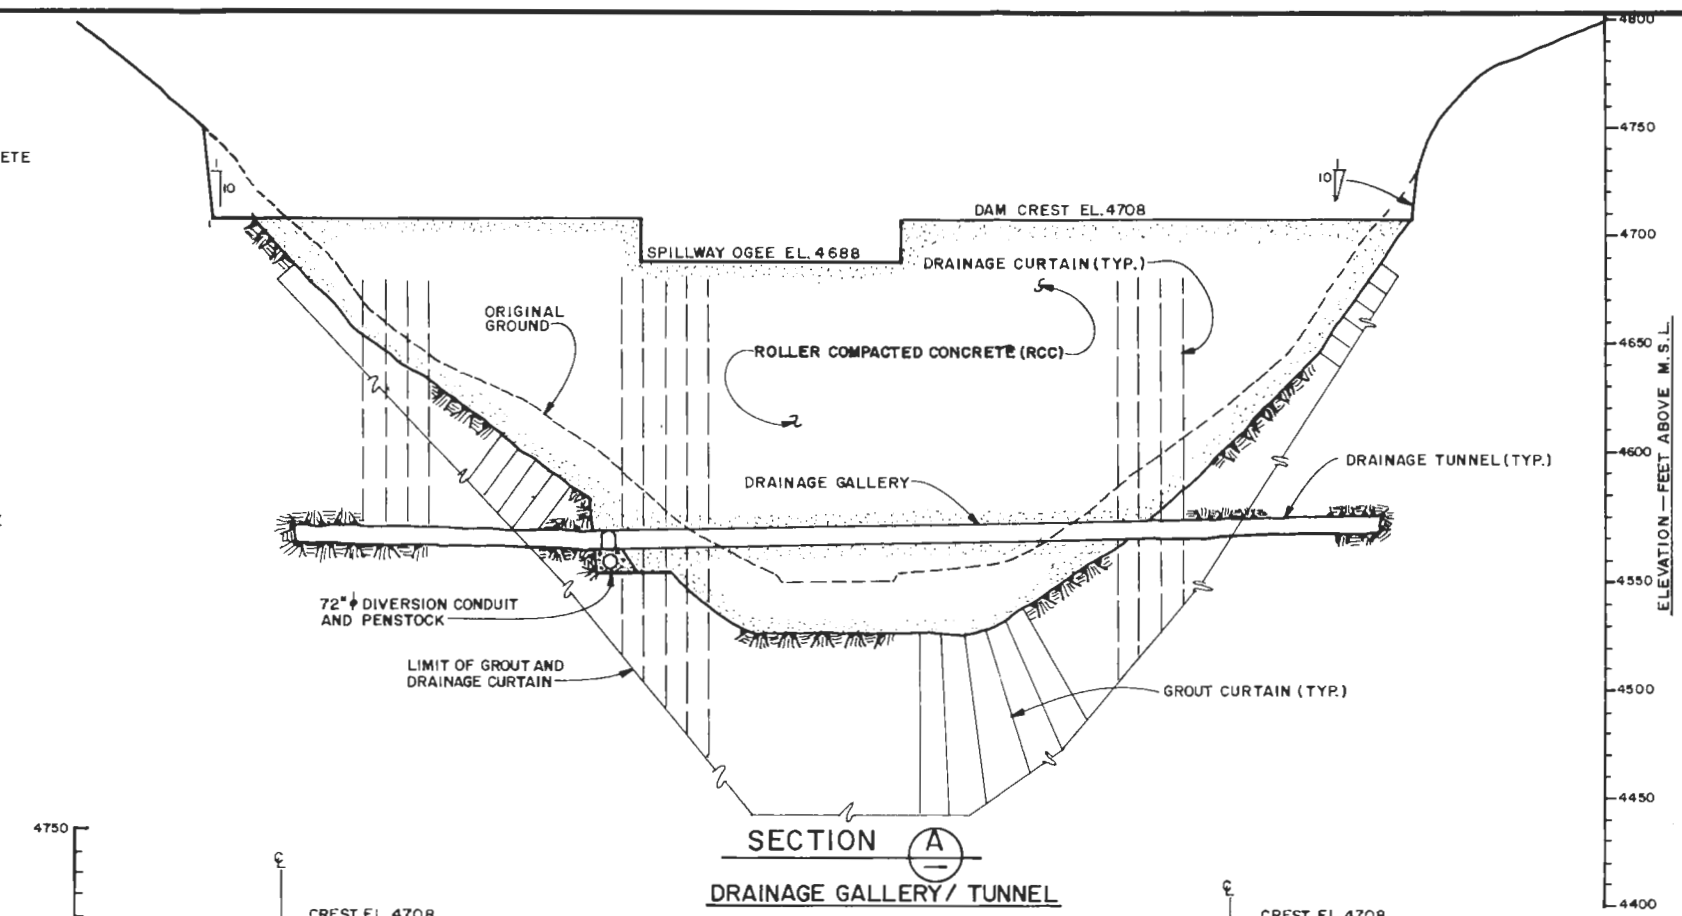 4800
ETE
4750
10
10
DAM CREST EL. 4708
4700
SPILLWAY OGEE EL. 4688
DRAINAGE CURTAIN (TYP.)
ORIGINAL
GROUND
4650
ROLLER COMPACTED CONCRETE (RCC)
ELEVATION—FEET ABOVE M.S.L.
4600
DRAINAGE TUNNEL (TYP.)
DRAINAGE GALLERY
4550
72" ϕ DIVERSION CONDUIT
AND PENSTOCK
LIMIT OF GROUT AND
DRAINAGE CURTAIN
4500
GROUT CURTAIN (TYP.)
4450
4750
SECTION A
—
DRAINAGE GALLERY / TUNNEL
℄
℄
4400
CREST EL. 4708
CREST EL. 4708